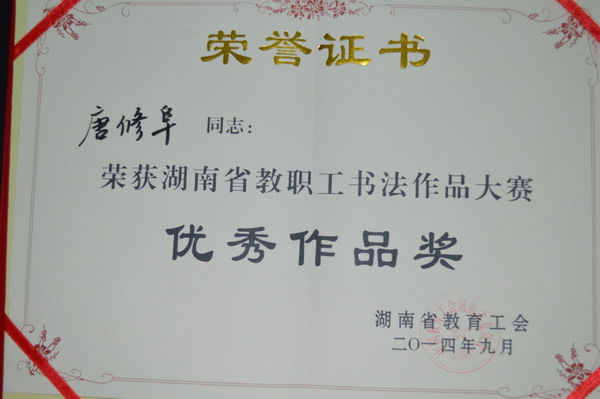 荣誉证书
唐修阜 同志：
荣获湖南省教职工书法作品大赛
优秀作品奖
湖南省教育工会
二〇一四年九月